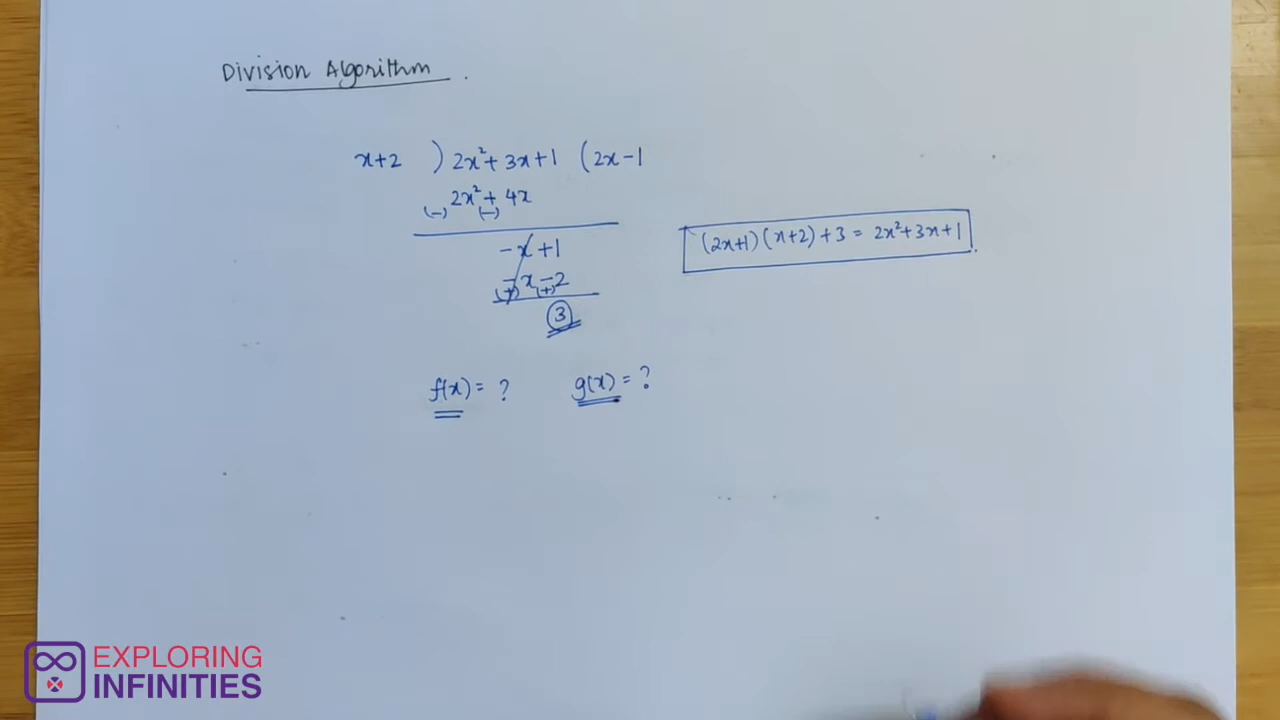 Division Algorithm .
x+2 ) 2x²+ 3x+1 ( 2x-1
2x² + 4x
(-) (-)
-x +1
-x -2
(+) (+)
3
(2x+1) (x+2) + 3 = 2x²+3x+1 .
f(x) = ? g(x) = ?
EXPLORING
INFINITIES